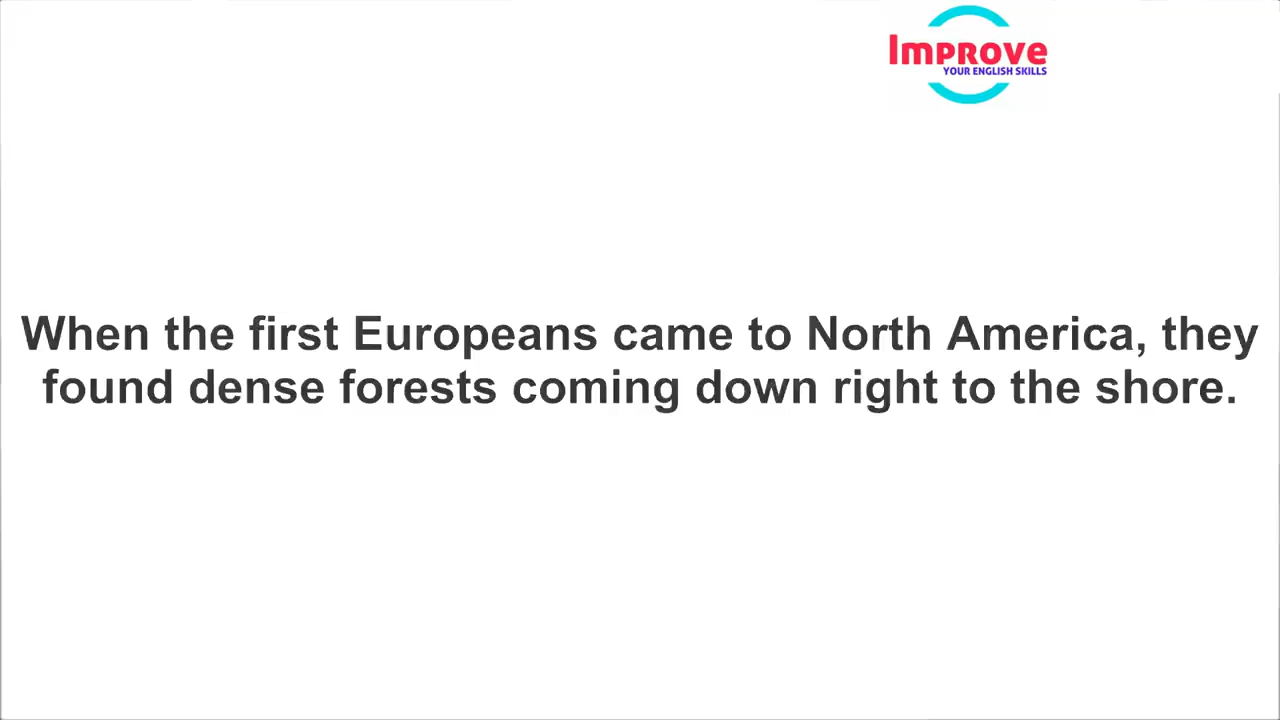 Improve
YOUR ENGLISH SKILLS
When the first Europeans came to North America, they
found dense forests coming down right to the shore.